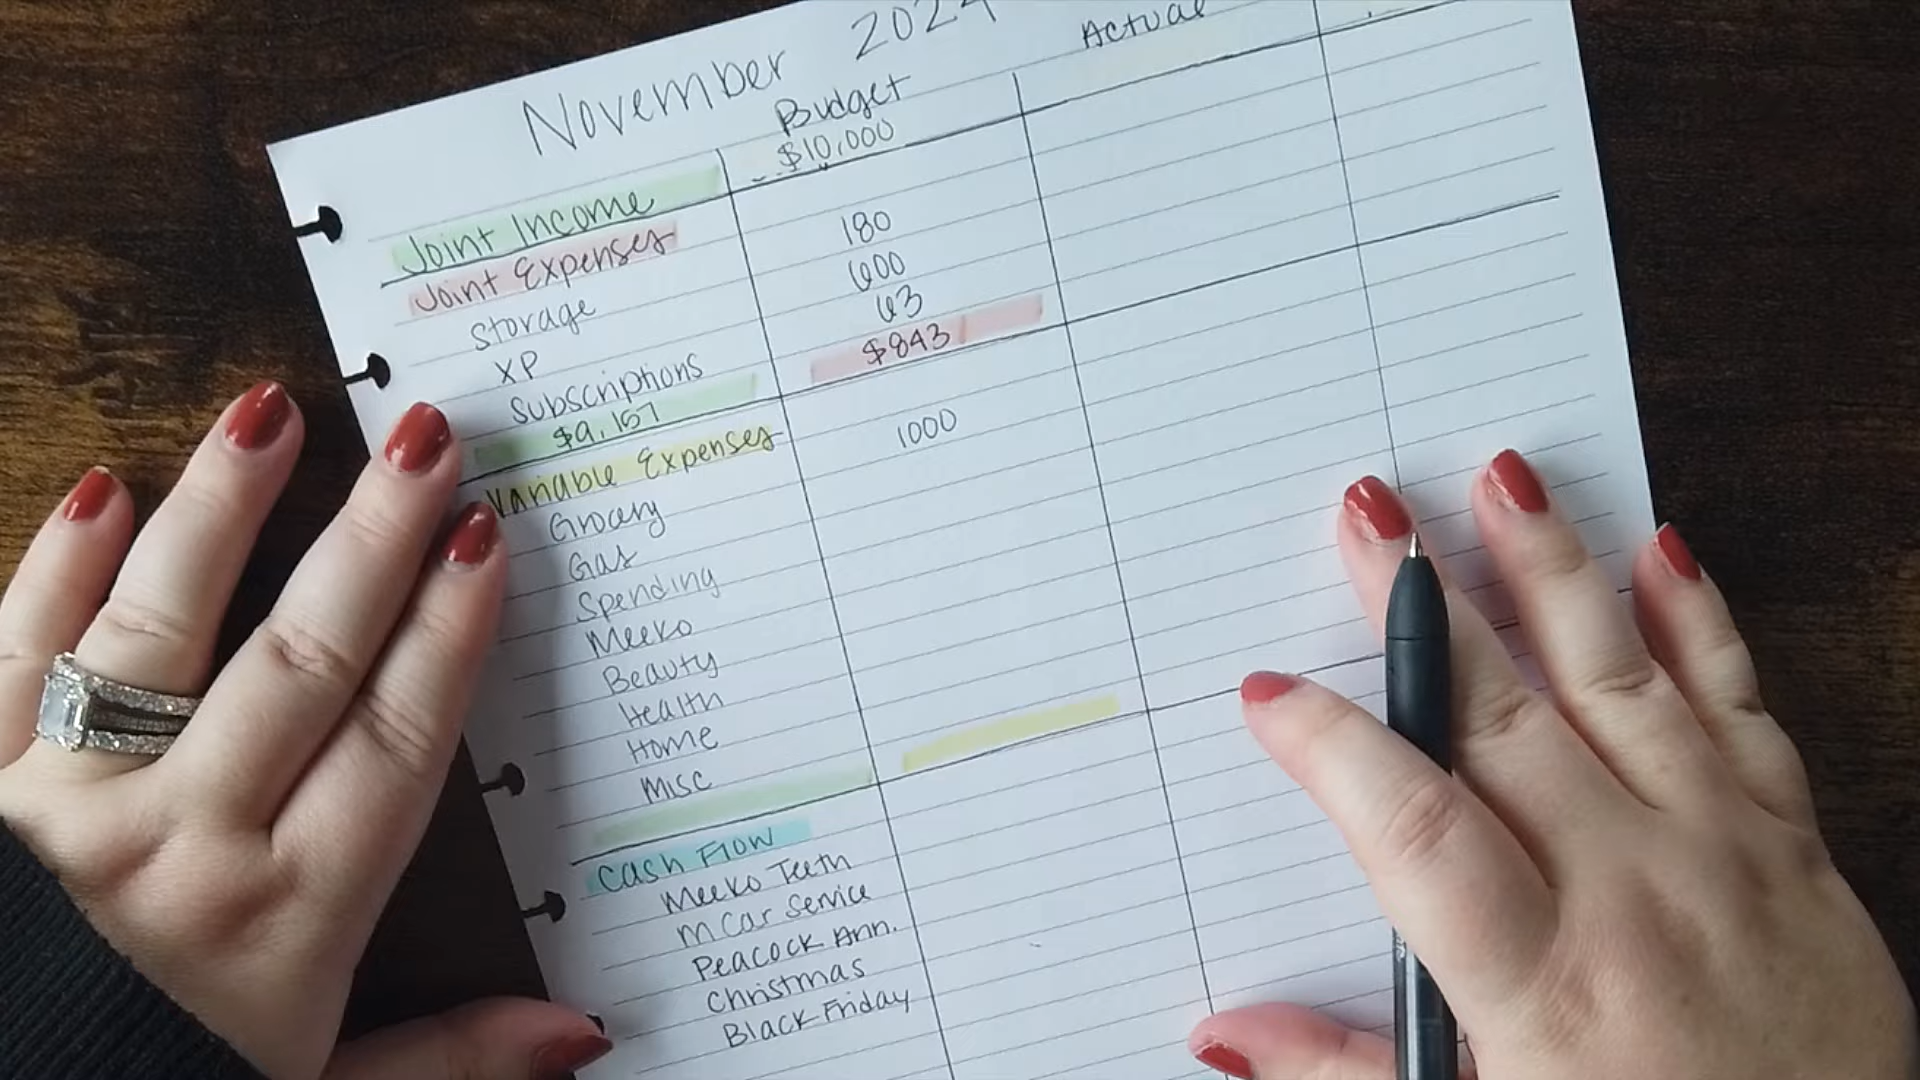 November 2024
Budget Actual
Joint Income $10,000
Joint Expenses
Storage 180
XP 600
Subscriptions 63
$9,157 $843
Variable Expenses
Grocery 1000
Gas
Spending
Meeko
Beauty
Health
Home
Misc
Cash Flow
Meeko Teeth
M Car Service
Peacock Ann.
Christmas
Black Friday